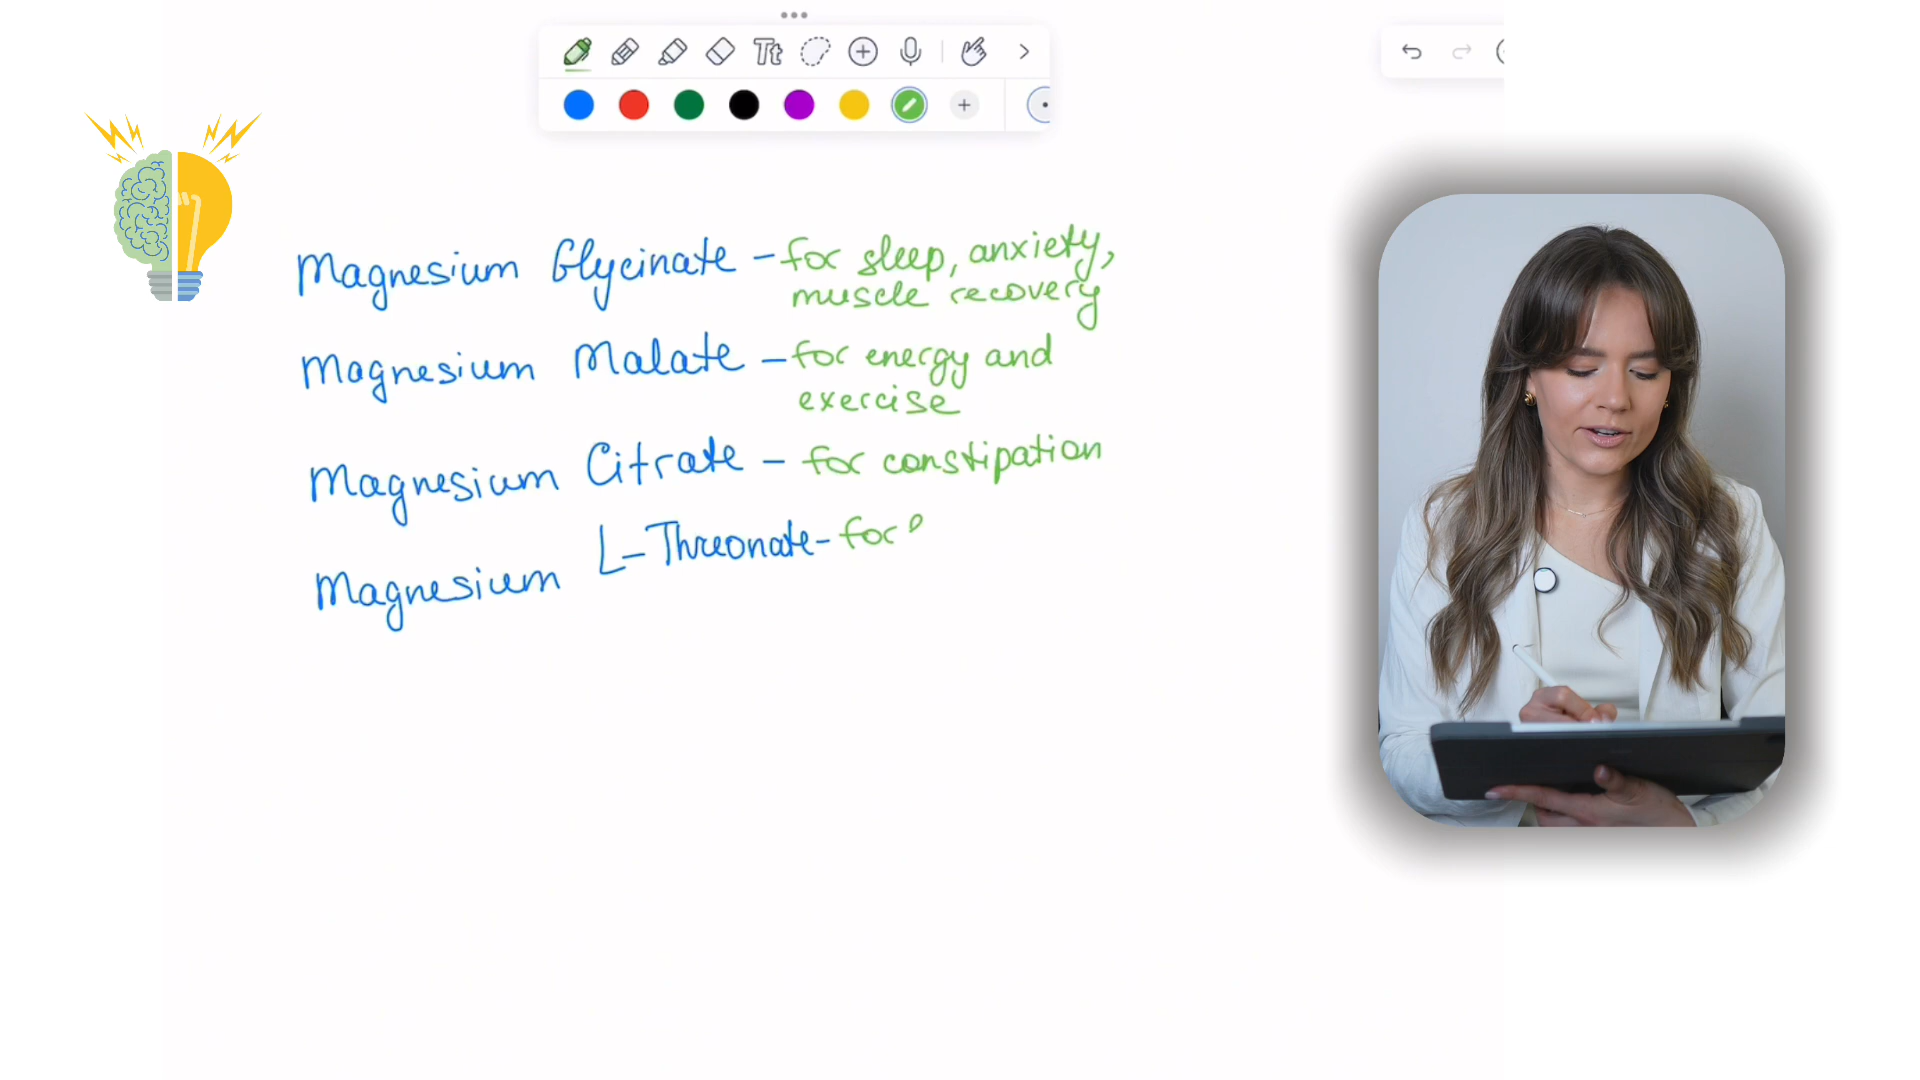 Tt
Magnesium Glycinate - for sleep, anxiety,
muscle recovery
Magnesium Malate - for energy and
exercise
Magnesium Citrate - for constipation
Magnesium L-Threonate - for